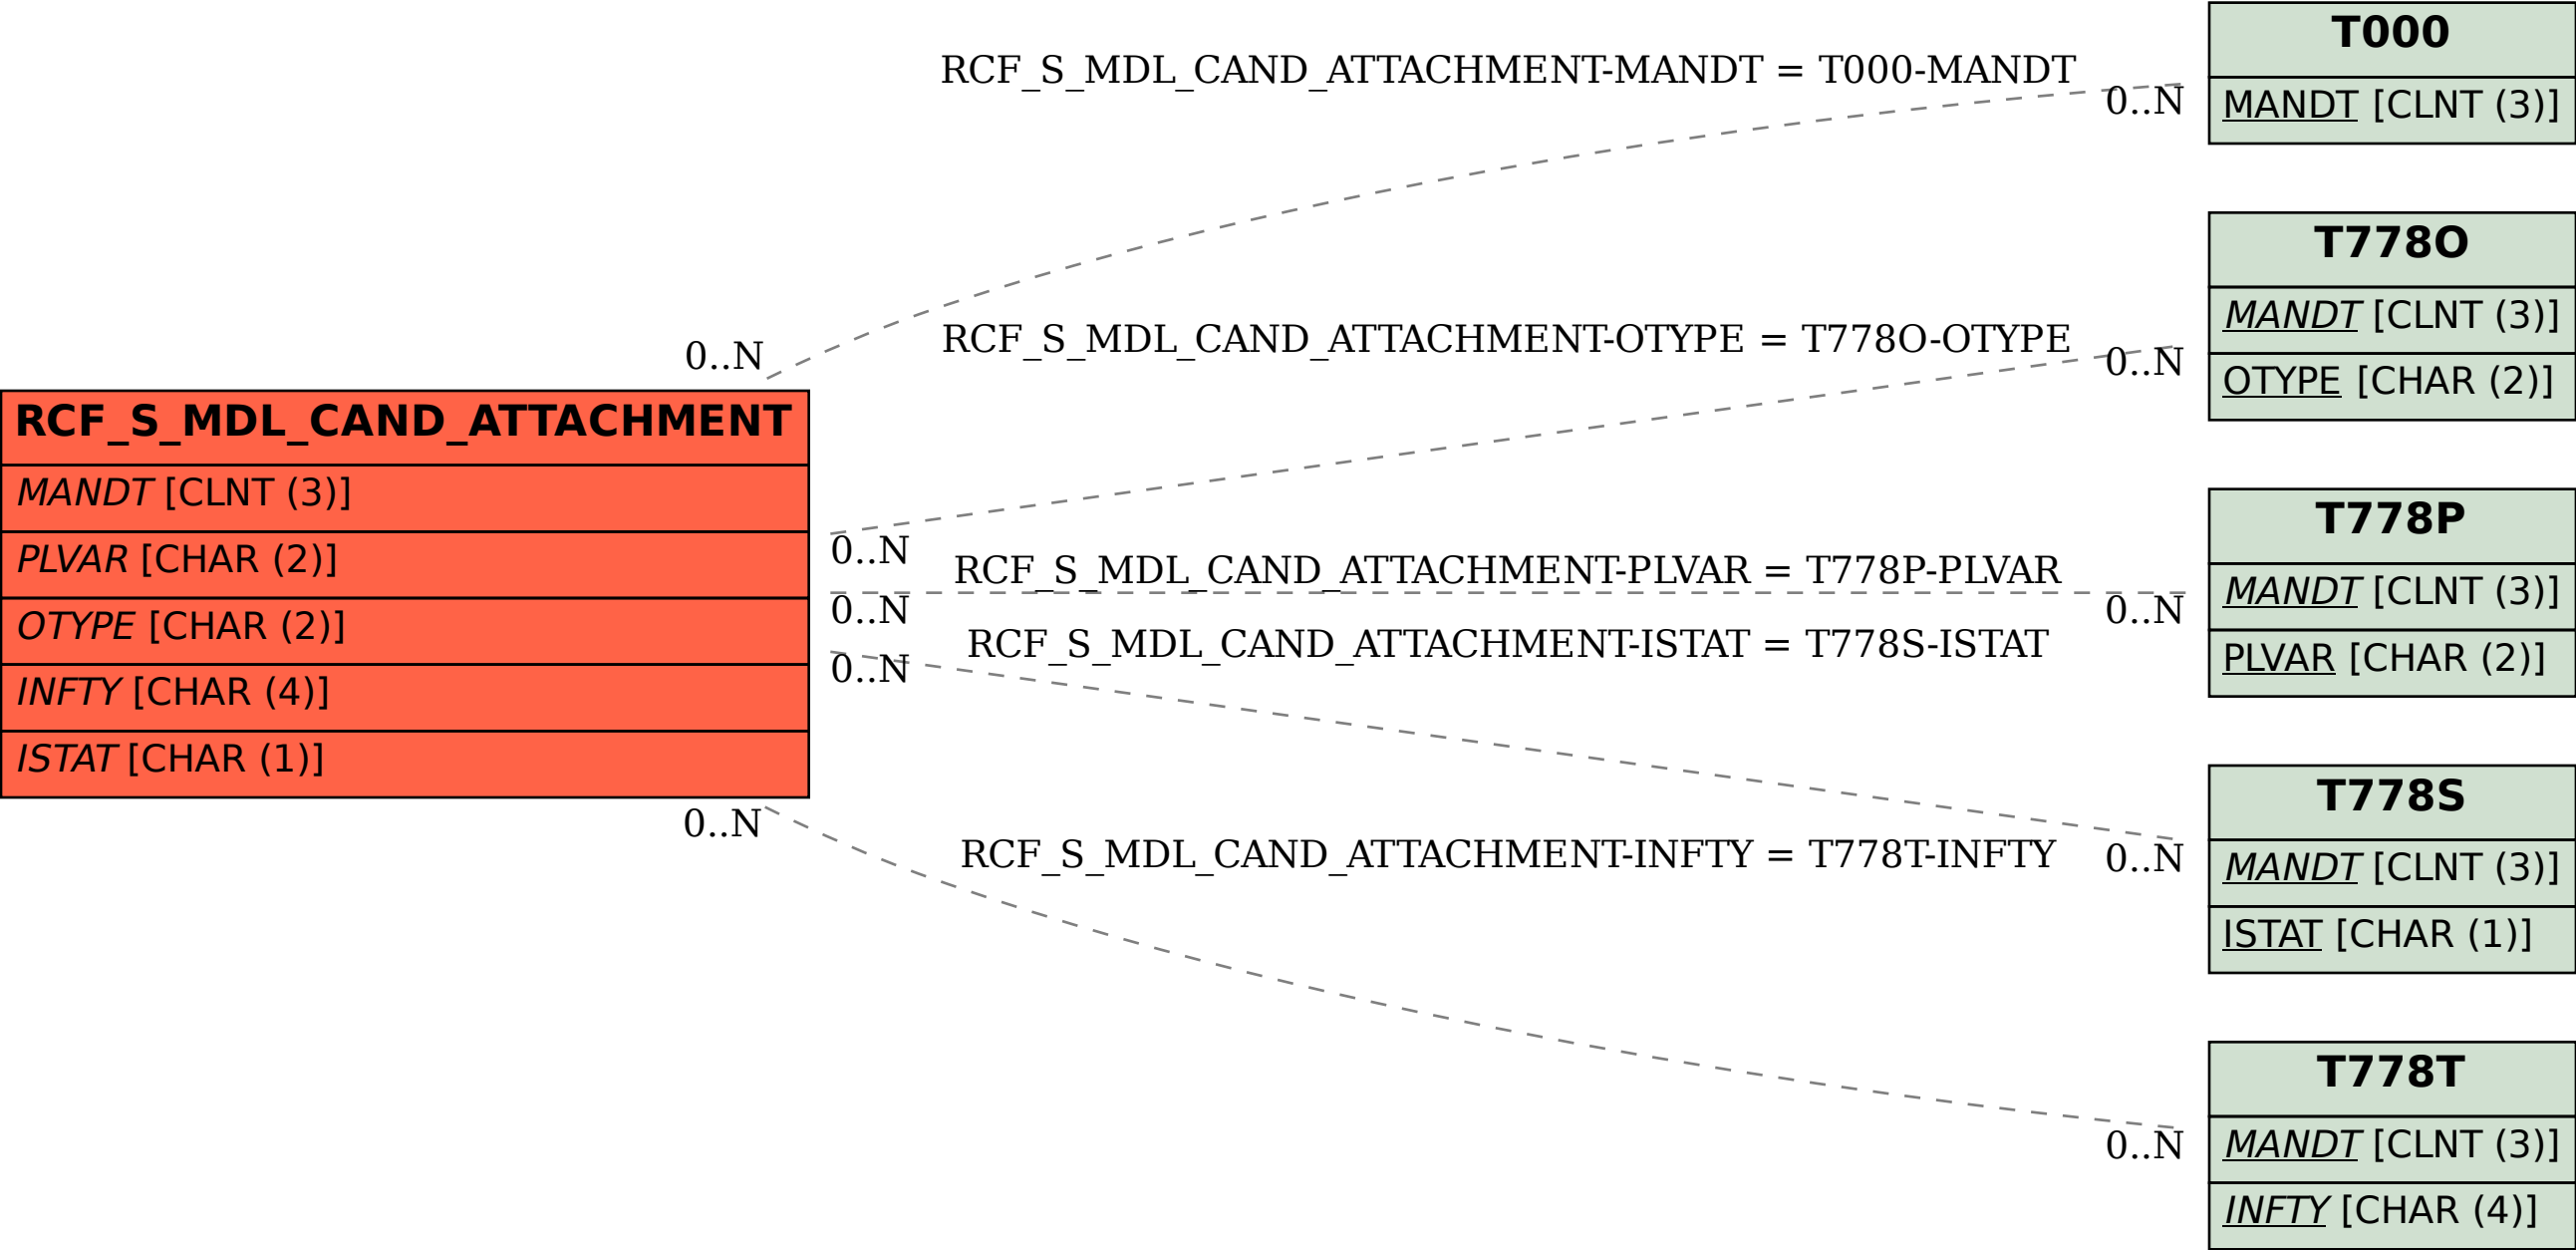 T000
MANDT [CLNT (3)]
RCF_S_MDL_CAND_ATTACHMENT-MANDT = T000-MANDT
0..N
0..N
T778O
MANDT [CLNT (3)]
OTYPE [CHAR (2)]
RCF_S_MDL_CAND_ATTACHMENT-OTYPE = T778O-OTYPE
0..N
0..N
RCF_S_MDL_CAND_ATTACHMENT
MANDT [CLNT (3)]
PLVAR [CHAR (2)]
OTYPE [CHAR (2)]
INFTY [CHAR (4)]
ISTAT [CHAR (1)]
T778P
MANDT [CLNT (3)]
PLVAR [CHAR (2)]
RCF_S_MDL_CAND_ATTACHMENT-PLVAR = T778P-PLVAR
0..N
0..N
RCF_S_MDL_CAND_ATTACHMENT-ISTAT = T778S-ISTAT
0..N
0..N
T778S
MANDT [CLNT (3)]
ISTAT [CHAR (1)]
RCF_S_MDL_CAND_ATTACHMENT-INFTY = T778T-INFTY
0..N
0..N
T778T
MANDT [CLNT (3)]
INFTY [CHAR (4)]